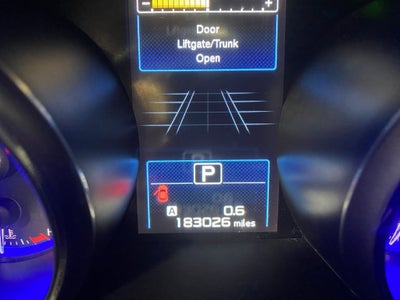 - +
Door
Liftgate/Trunk
Open
P
A 0.6
183026 miles
H